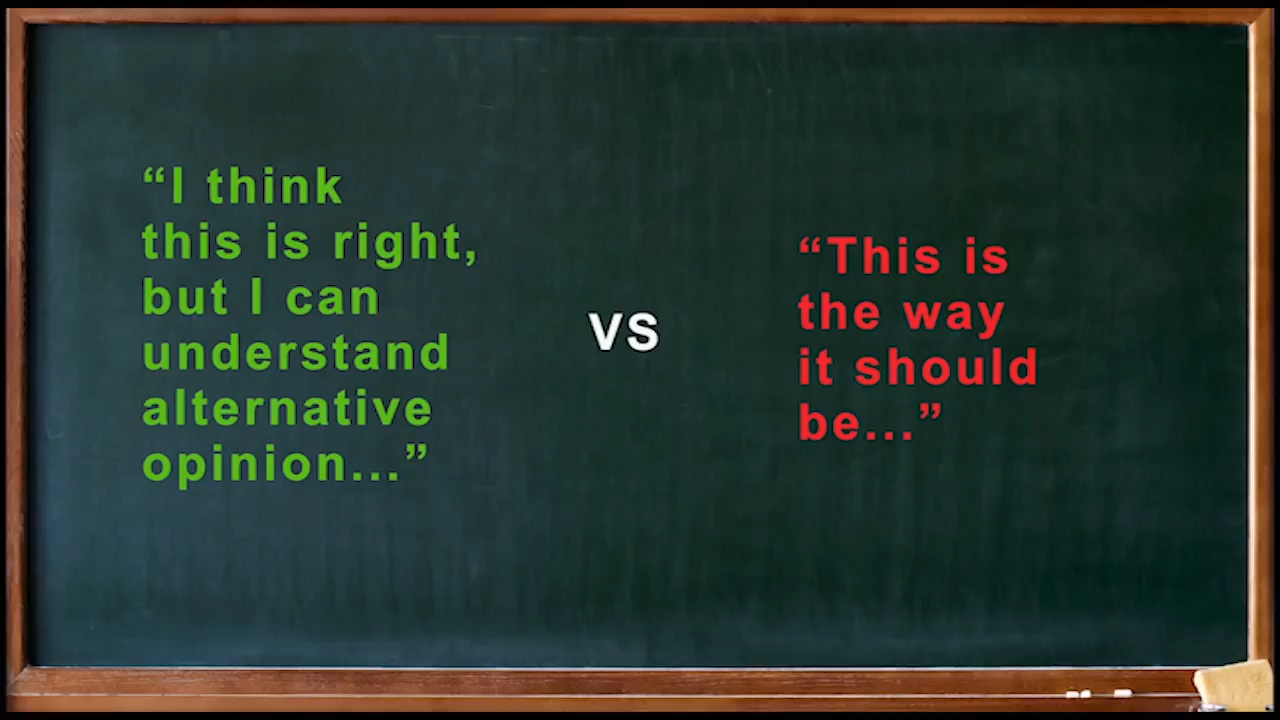 “I think
this is right,
but I can
understand
alternative
opinion...”
vs
“This is
the way
it should
be...”